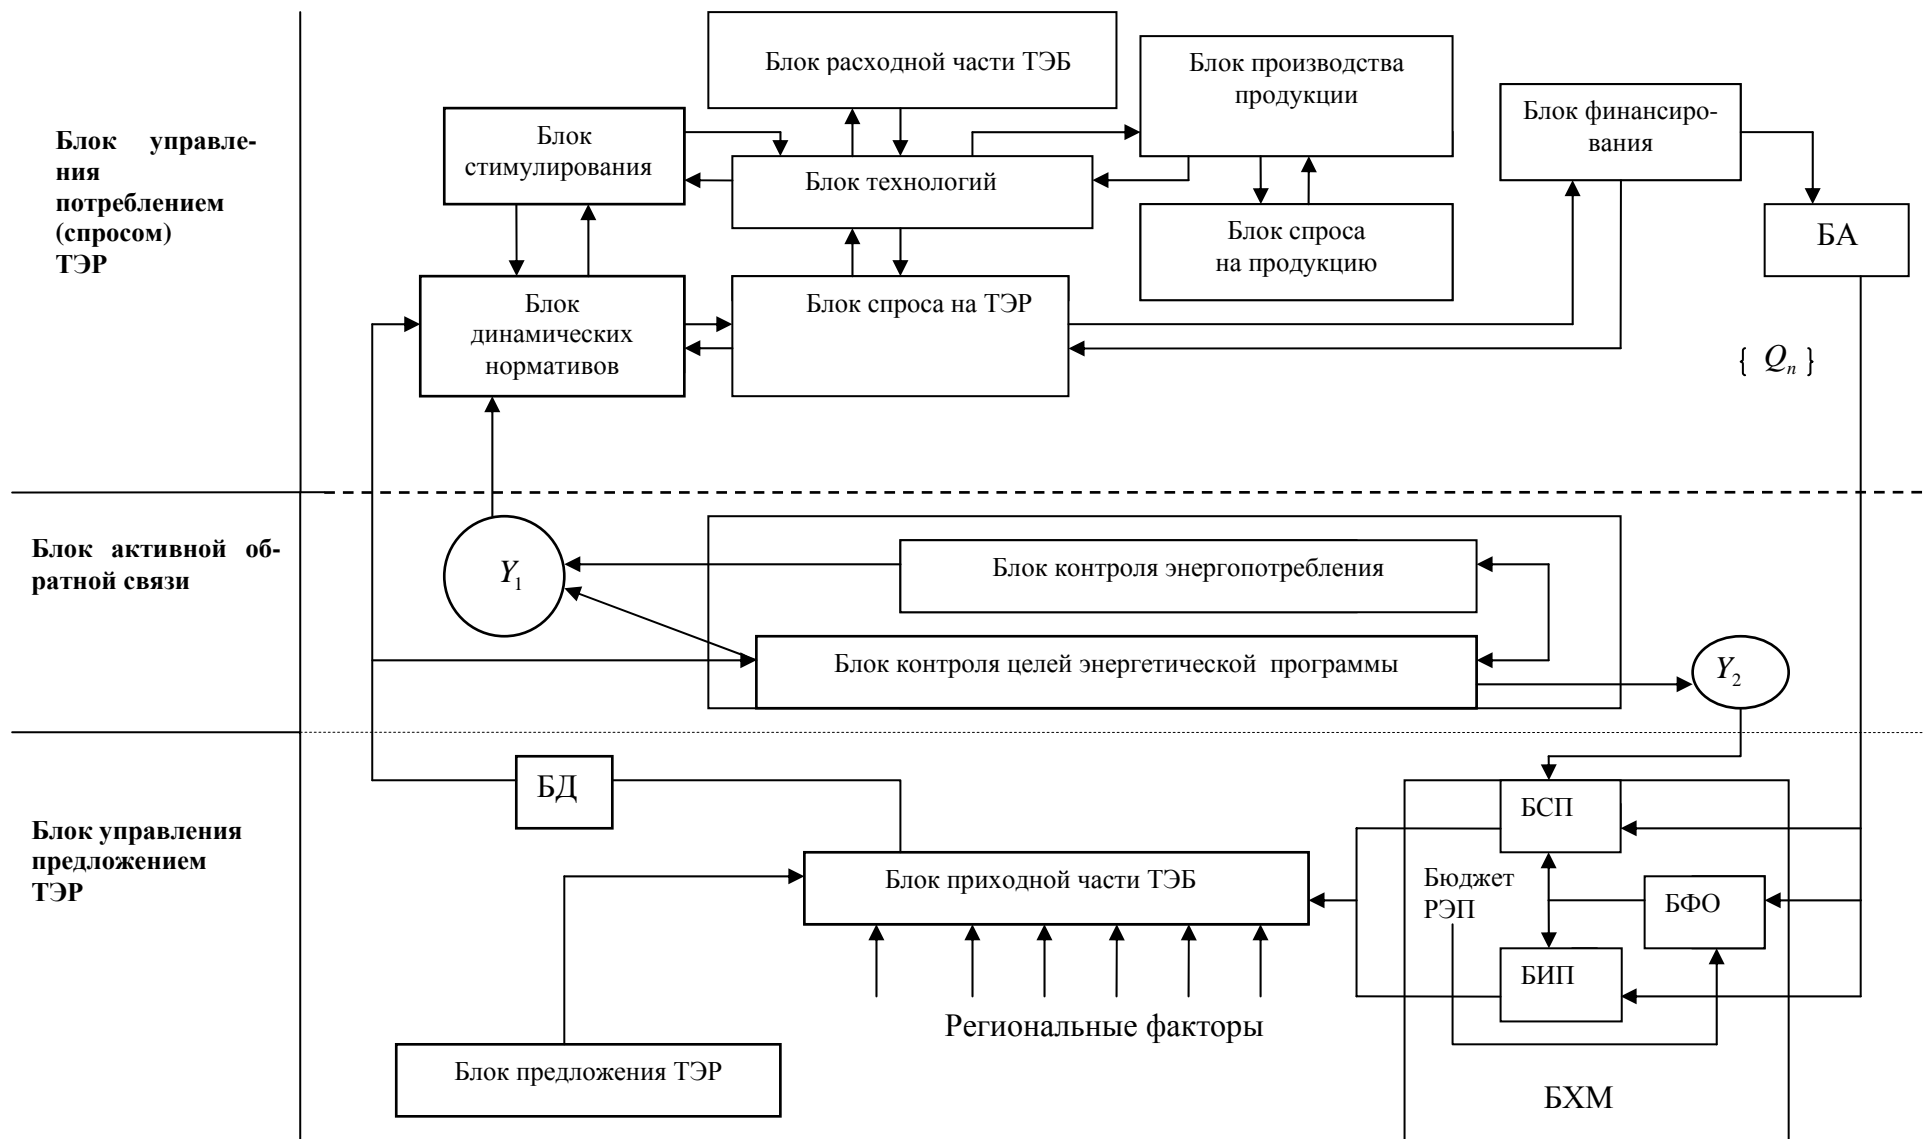 Блок управле-
ния
потреблением
(спросом)
ТЭР
Блок расходной части ТЭБ
Блок производства
продукции
Блок финансиро-
вания
Блок
стимулирования
Блок технологий
БА
Блок спроса
на продукцию
Блок
динамических
нормативов
Блок спроса на ТЭР
{ Qn }
Блок активной об-
ратной связи
Y1
Блок контроля энергопотребления
Блок контроля целей энергетической программы
Y2
Блок управления
предложением
ТЭР
БД
БСП
Блок приходной части ТЭБ
Бюджет
РЭП
БФО
БИП
Региональные факторы
Блок предложения ТЭР
БХМ